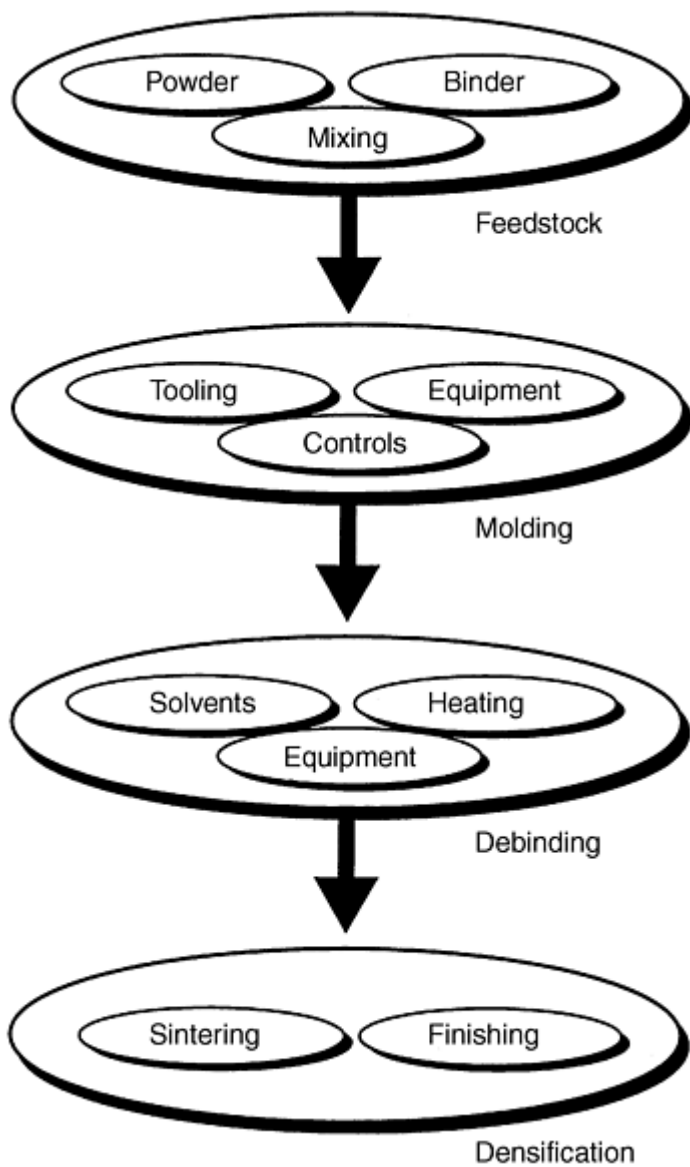 Powder
Binder
Mixing
Feedstock
Tooling
Equipment
Controls
Molding
Solvents
Heating
Equipment
Debinding
Sintering
Finishing
Densification